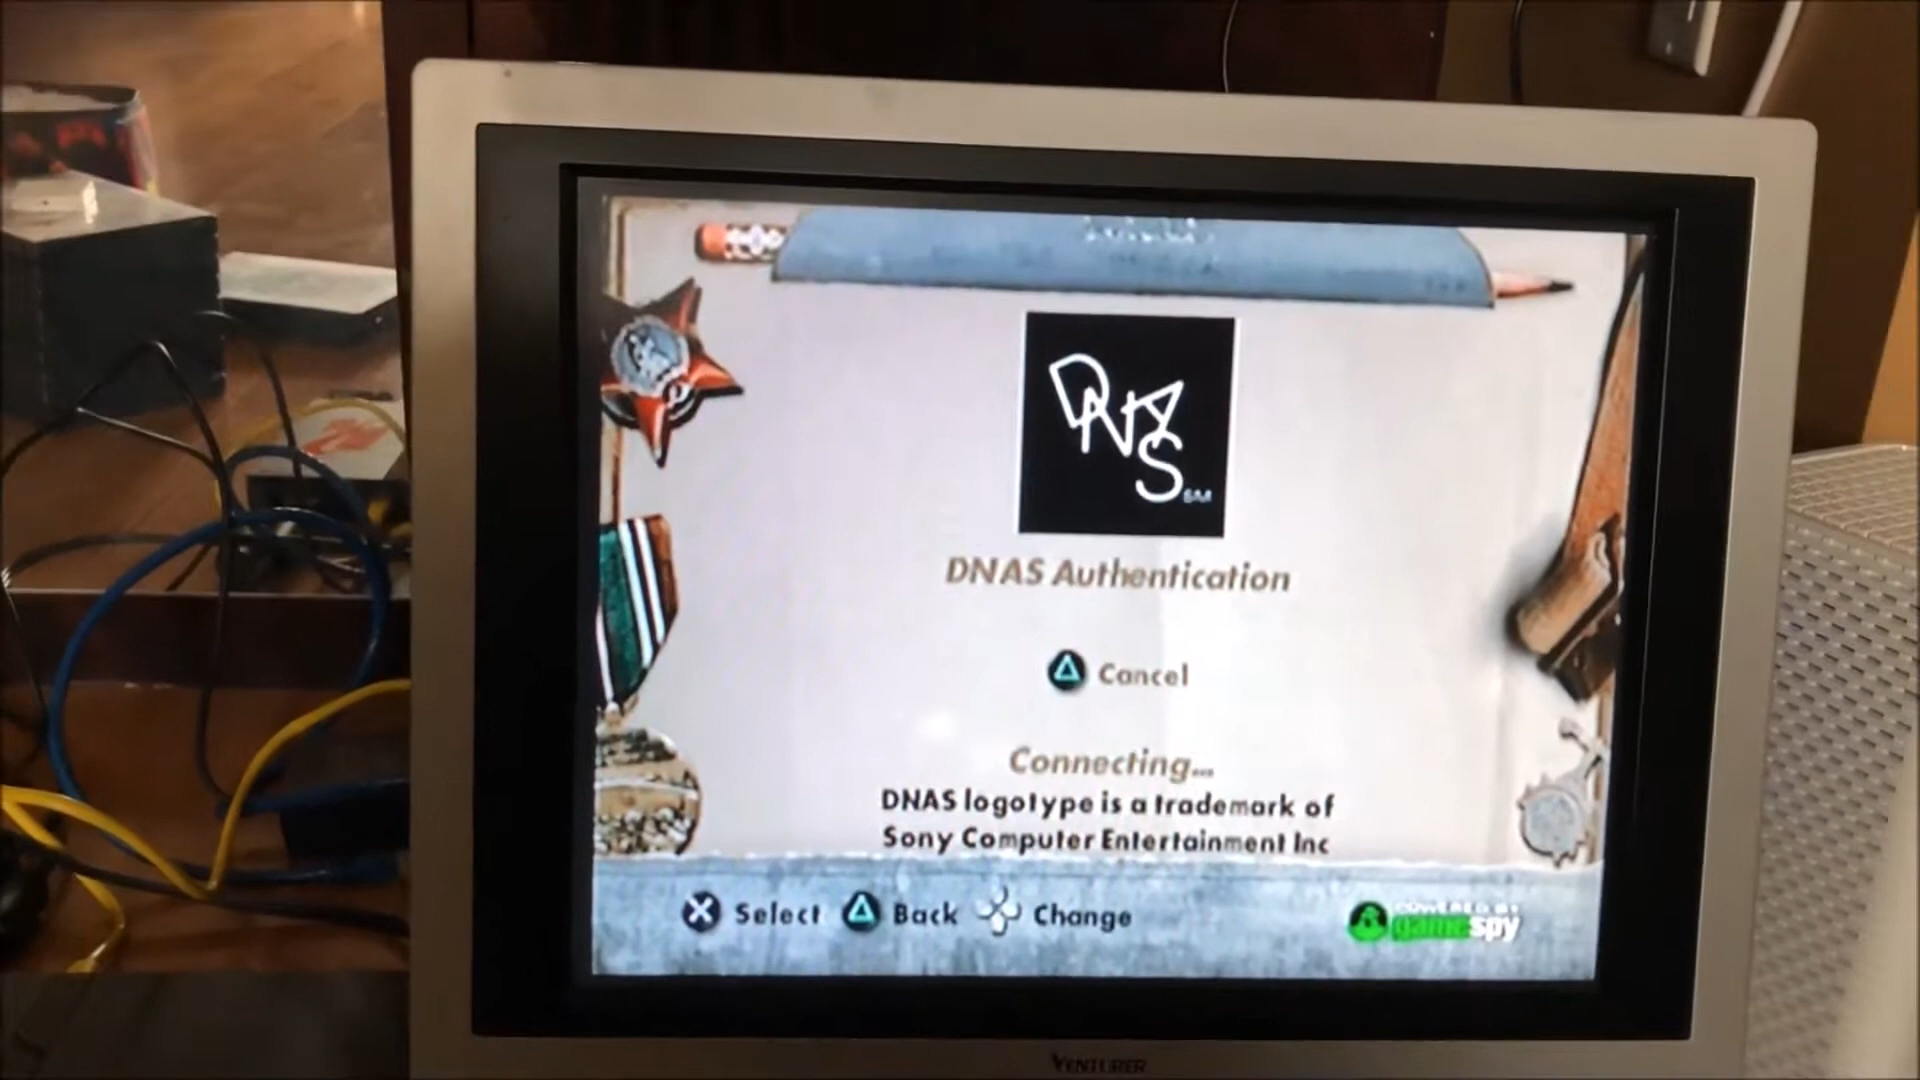 DNAS SM
DNAS Authentication
Cancel
Connecting...
DNAS logotype is a trademark of
Sony Computer Entertainment Inc
Select Back Change
POWERED BY
gamespy
VENTURER